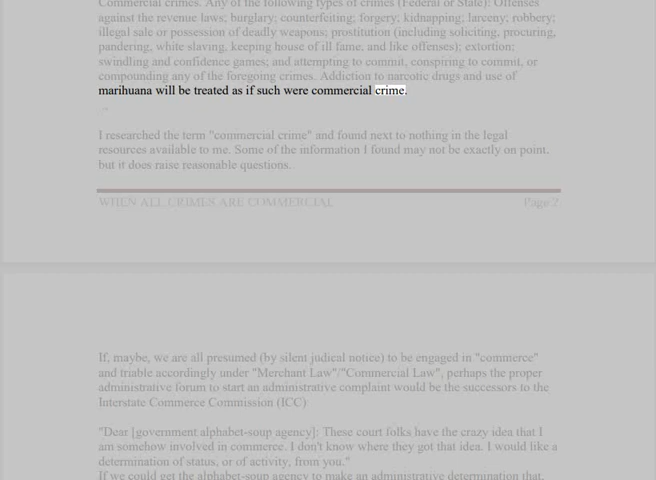 Commercial crimes. Any of the following types of crimes (Federal or State): Offenses
against the revenue laws; burglary; counterfeiting; forgery; kidnapping; larceny; robbery;
illegal sale or possession of deadly weapons; prostitution (including soliciting, procuring,
pandering, white slaving, keeping house of ill fame, and like offenses); extortion;
swindling and confidence games; and attempting to commit, conspiring to commit, or
compounding any of the foregoing crimes. Addiction to narcotic drugs and use of
marihuana will be treated as if such were commercial crime.
..
I researched the term "commercial crime" and found next to nothing in the legal
resources available to me. Some of the information I found may not be exactly on point,
but it does raise reasonable questions.
WHEN ALL CRIMES ARE COMMERCIAL Page 2
If, maybe, we are all presumed (by silent judical notice) to be engaged in "commerce"
and triable accordingly under "Merchant Law"/"Commercial Law", perhaps the proper
administrative forum to start an administrative complaint would be the successors to the
Interstate Commerce Commission (ICC)
"Dear [government alphabet-soup agency]: These court folks have the crazy idea that I
am somehow involved in commerce. I don't know where they got that idea. I would like a
determination of status, or of activity, from you."
If we could get the alphabet-soup agency to make an administrative determination that,